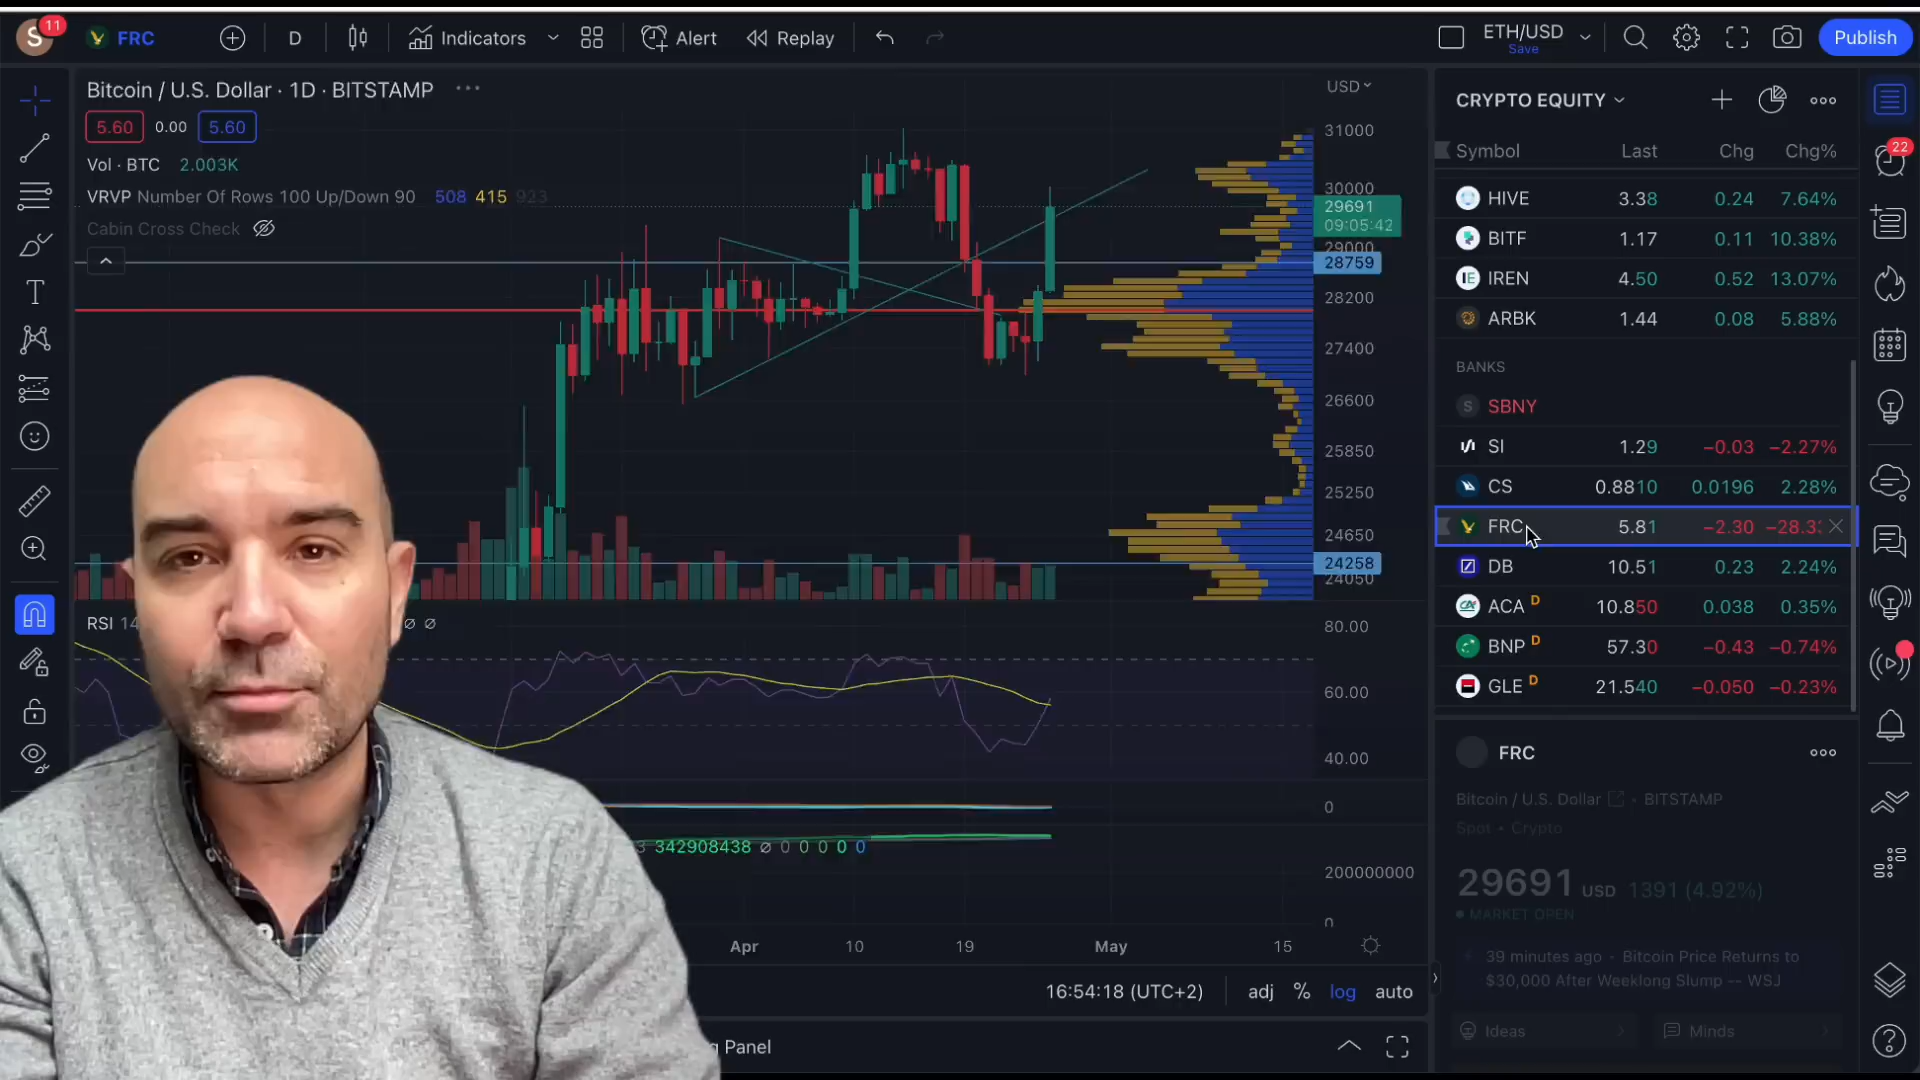 S 11 FRC D Indicators Alert Replay ETH/USD Save Publish
Bitcoin / U.S. Dollar · 1D · BITSTAMP
5.60 0.00 5.60
Vol · BTC 2.003K
VRVP Number Of Rows 100 Up/Down 90 508 415 923
Cabin Cross Check
USD
31000
30000
29691
09:05:42
29000
28759
28200
27400
26600
25850
25250
24650
24258
24050
RSI 14
80.00
60.00
40.00
0
342908438 ∅ 0 0 0 0 0
200000000
0
Apr 10 19 May 15
16:54:18 (UTC+2) adj % log auto
g Panel
CRYPTO EQUITY
22
Symbol Last Chg Chg%
HIVE 3.38 0.24 7.64%
BITF 1.17 0.11 10.38%
IREN 4.50 0.52 13.07%
ARBK 1.44 0.08 5.88%
BANKS
S SBNY
SI 1.29 −0.03 −2.27%
CS 0.8810 0.0196 2.28%
FRC 5.81 −2.30 −28.3
DB 10.51 0.23 2.24%
ACA D 10.850 0.038 0.35%
BNP D 57.30 −0.43 −0.74%
GLE D 21.540 −0.050 −0.23%
FRC
Bitcoin / U.S. Dollar · BITSTAMP
Spot · Crypto
29691 USD 1391 (4.92%)
MARKET OPEN
39 minutes ago · Bitcoin Price Returns to
$30,000 After Weeklong Slump -- WSJ
Ideas Minds